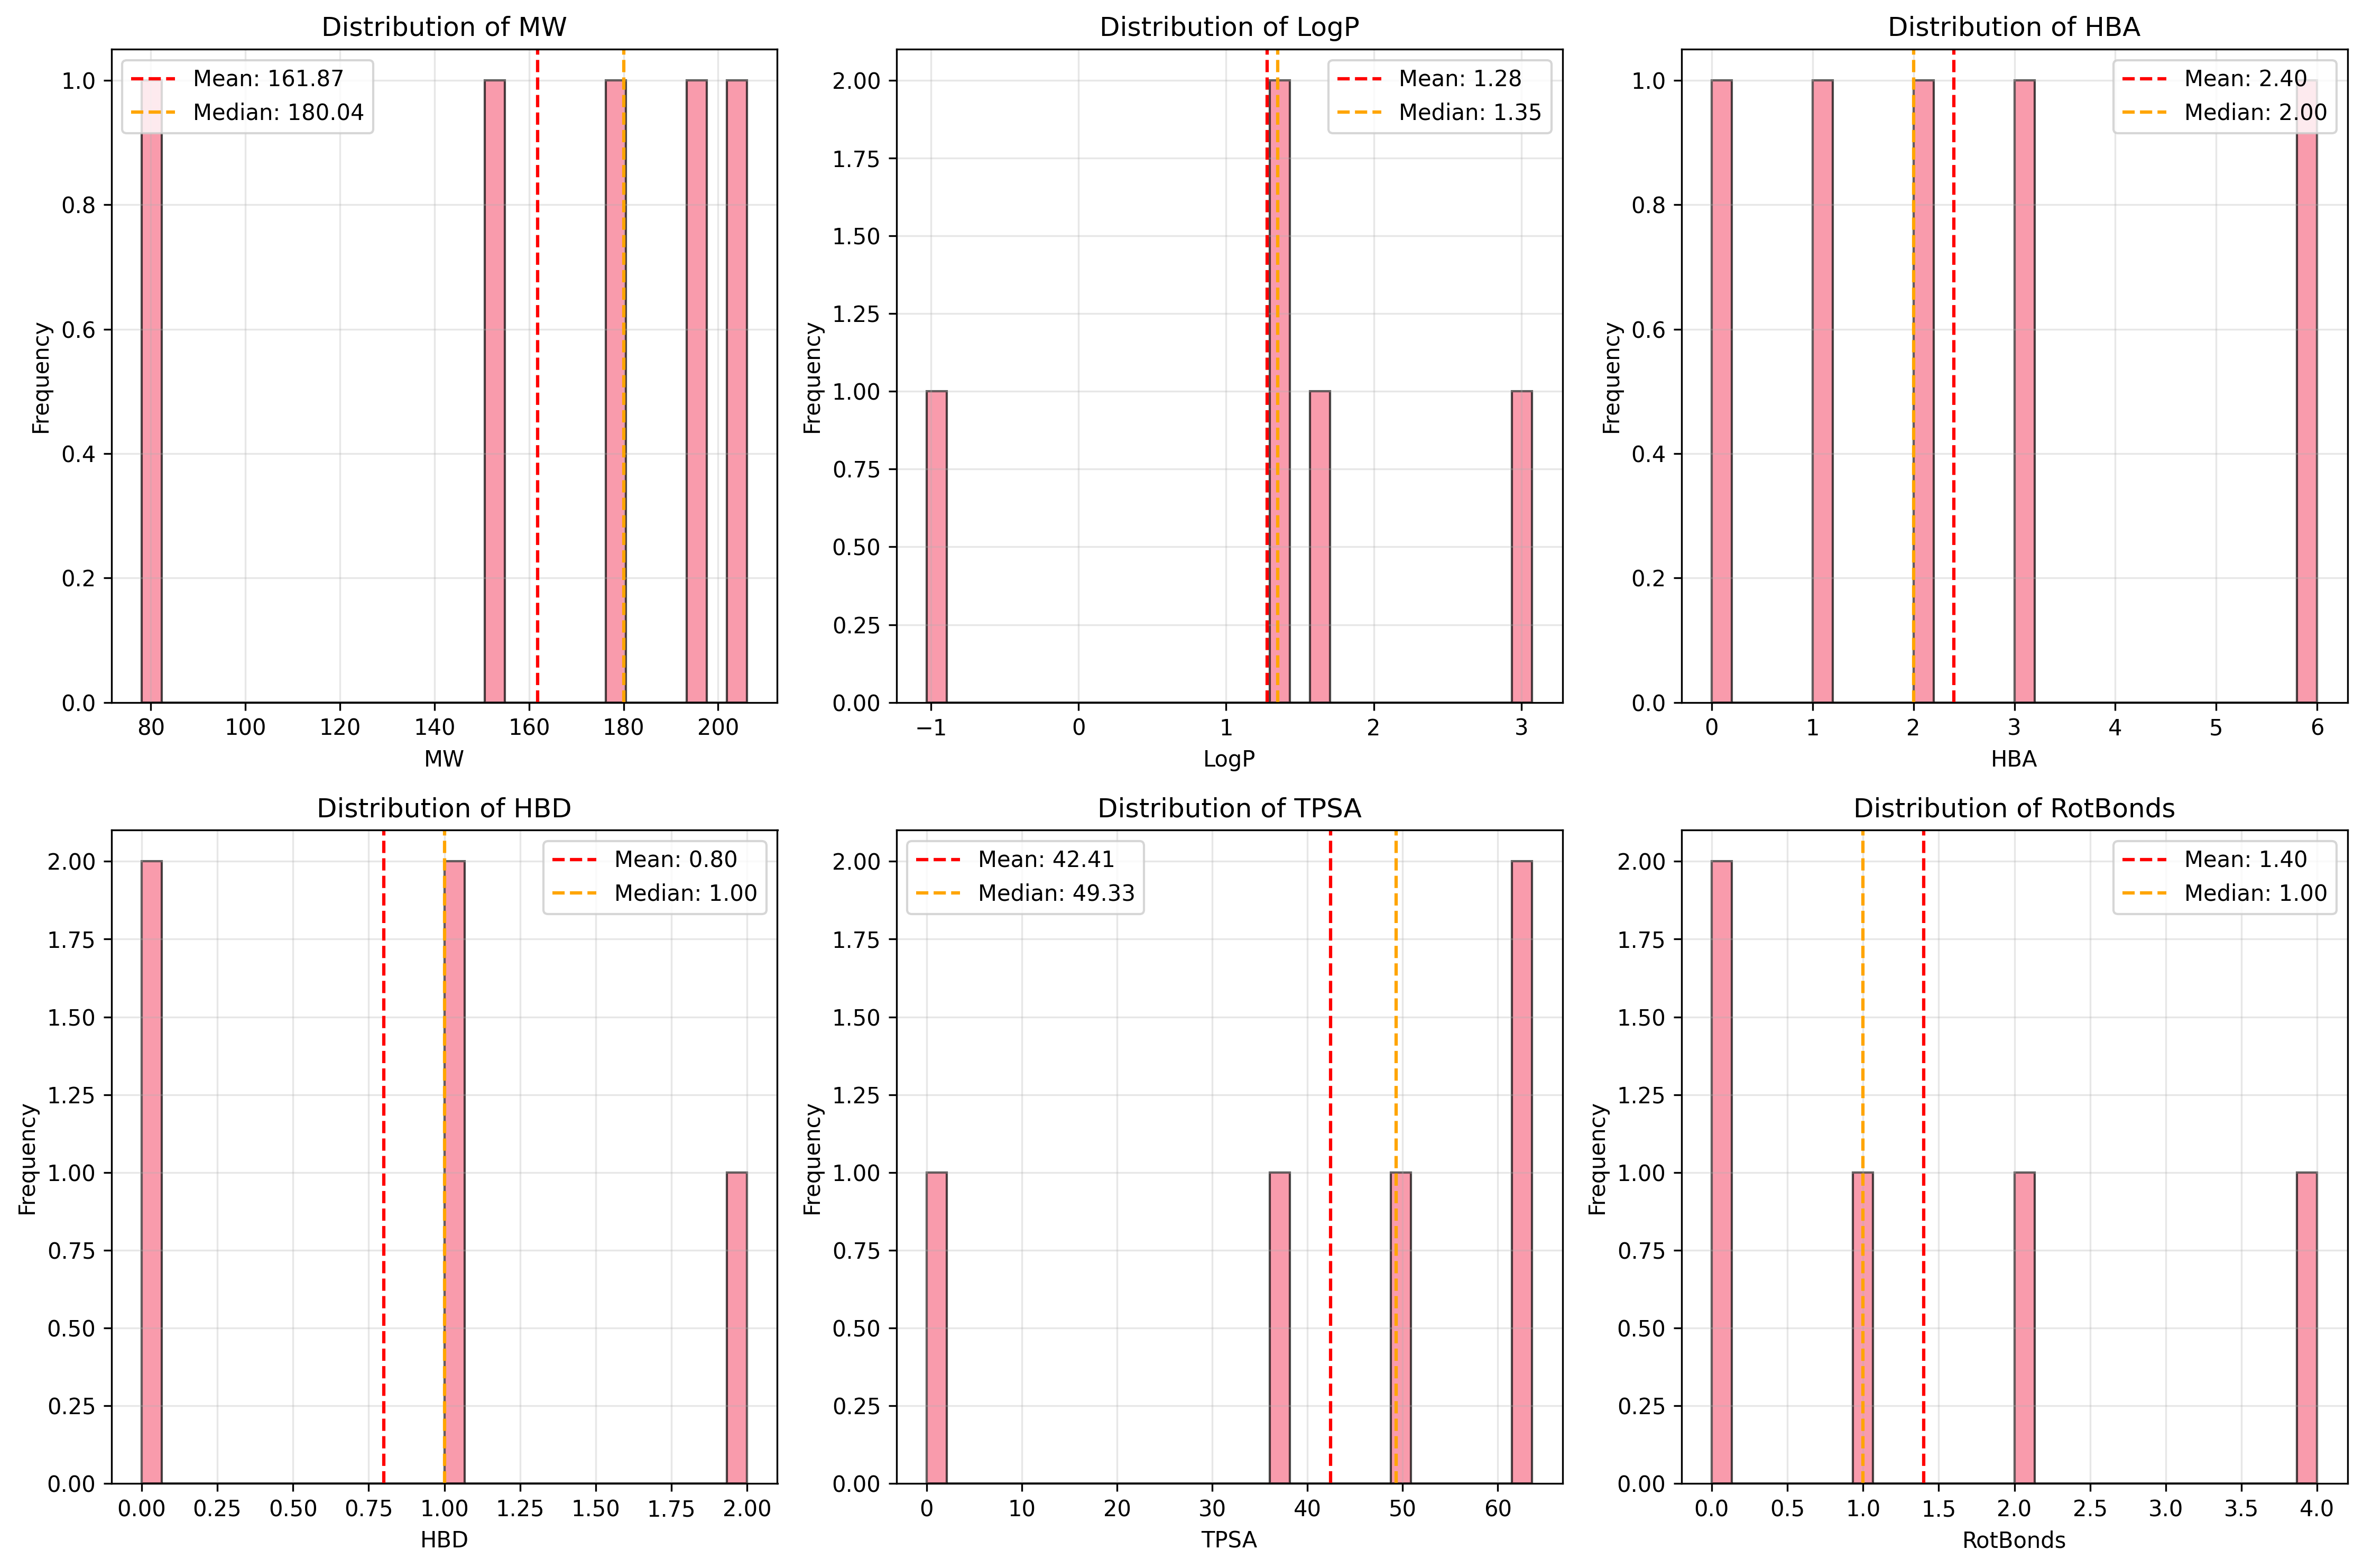 Distribution of MW
Mean: 161.87
Median: 180.04
1.0
0.8
0.6
0.4
0.2
0.0
Frequency
80 100 120 140 160 180 200
MW
Distribution of LogP
Mean: 1.28
Median: 1.35
2.00
1.75
1.50
1.25
1.00
0.75
0.50
0.25
0.00
Frequency
−1 0 1 2 3
LogP
Distribution of HBA
Mean: 2.40
Median: 2.00
1.0
0.8
0.6
0.4
0.2
0.0
Frequency
0 1 2 3 4 5 6
HBA
Distribution of HBD
Mean: 0.80
Median: 1.00
2.00
1.75
1.50
1.25
1.00
0.75
0.50
0.25
0.00
Frequency
0.00 0.25 0.50 0.75 1.00 1.25 1.50 1.75 2.00
HBD
Distribution of TPSA
Mean: 42.41
Median: 49.33
2.00
1.75
1.50
1.25
1.00
0.75
0.50
0.25
0.00
Frequency
0 10 20 30 40 50 60
TPSA
Distribution of RotBonds
Mean: 1.40
Median: 1.00
2.00
1.75
1.50
1.25
1.00
0.75
0.50
0.25
0.00
Frequency
0.0 0.5 1.0 1.5 2.0 2.5 3.0 3.5 4.0
RotBonds